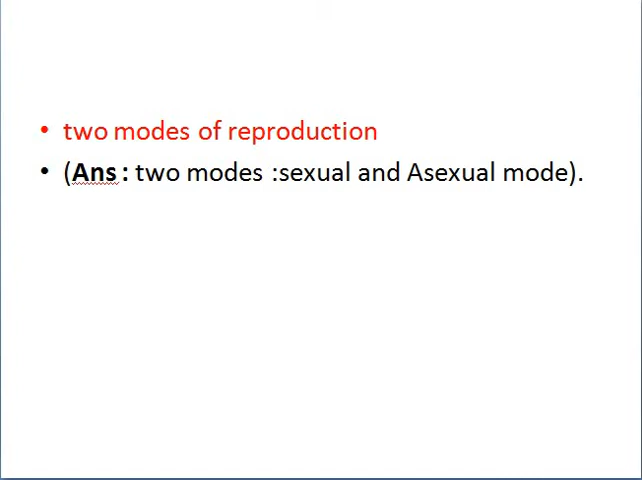 • two modes of reproduction
• (Ans : two modes :sexual and Asexual mode).